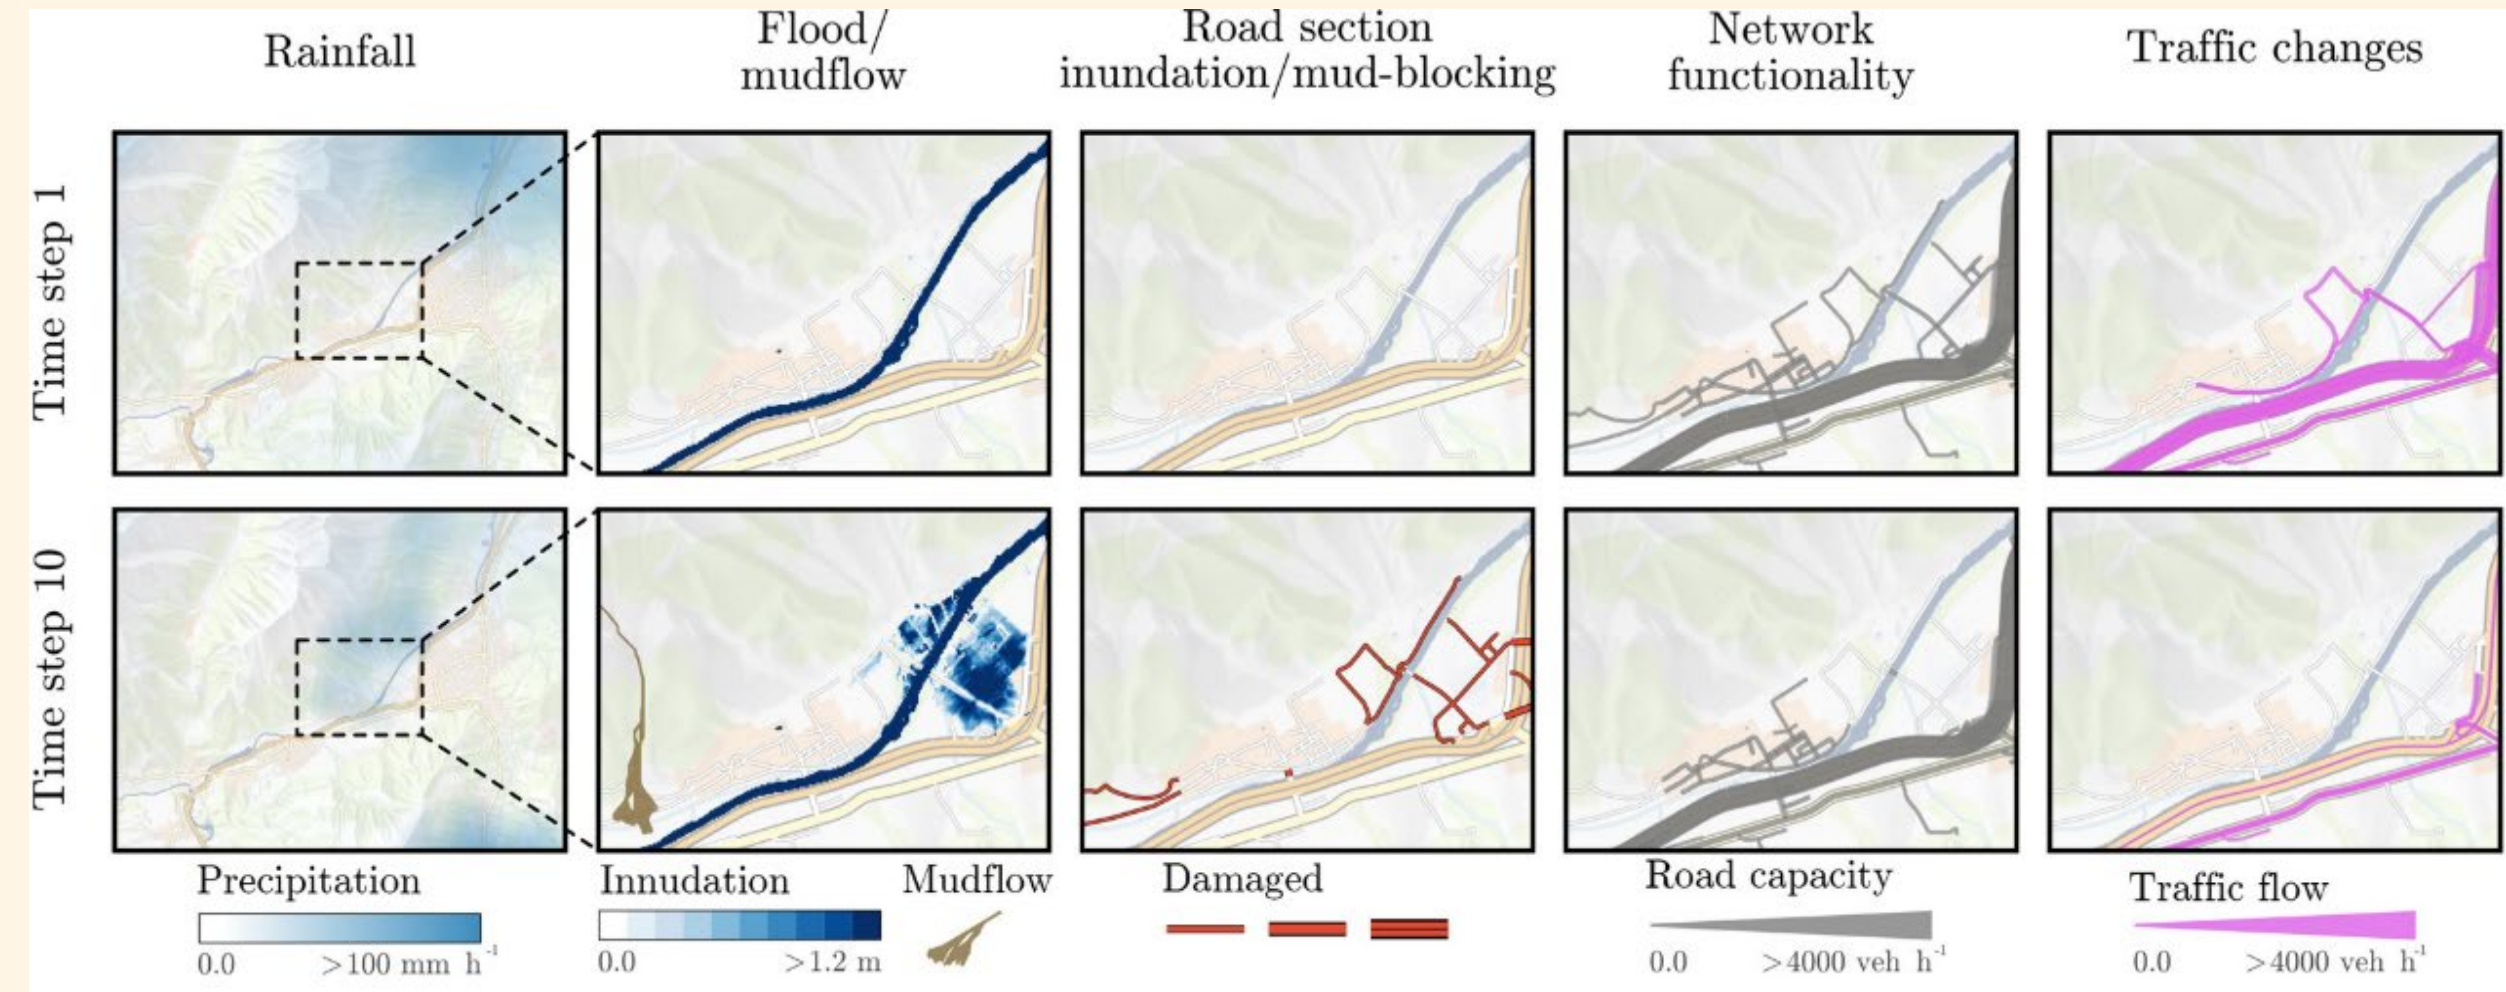 Rainfall
Flood/
mudflow
Road section
inundation/mud-blocking
Network
functionality
Traffic changes
Time step 1
Time step 10
Precipitation
0.0 >100 mm h⁻¹
Innudation
0.0 >1.2 m
Mudflow
Damaged
Road capacity
0.0 >4000 veh h⁻¹
Traffic flow
0.0 >4000 veh h⁻¹